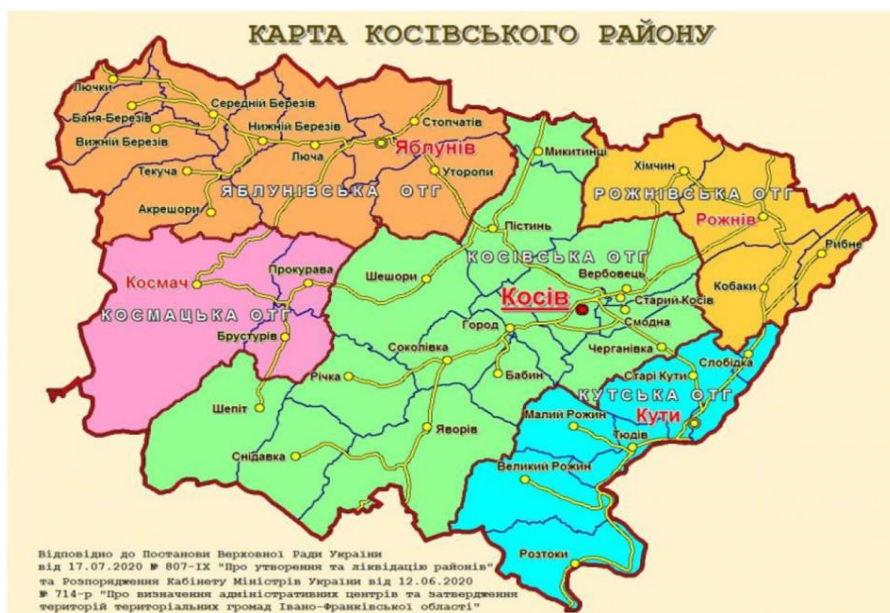 КАРТА КОСІВСЬКОГО РАЙОНУ
Лючки
Баня-Березів
Середній Березів
Вижній Березів
Нижній Березів
Люча
Стопчатів
Яблунів
Текуча
Уторопи
ЯБЛУНІВСЬКА ОТГ
Акрешори
Микитинці
Хімчин
РОЖНІВСЬКА ОТГ
Рожнів
Пістинь
Рибне
КОСІВСЬКА ОТГ
Космач
Прокурава
Шешори
Вербовець
Кобаки
Косів
Старий Косів
КОСМАЦЬКА ОТГ
Смодна
Брустурів
Город
Соколівка
Черганівка
Слобідка
Річка
Бабин
Старі Кути
КУТСЬКА ОТГ
Шепіт
Малий Рожин
Кути
Яворів
Тюдів
Снідавка
Великий Рожин
Розтоки
Відповідно до Постанови Верховної Ради України
від 17.07.2020 № 807-IX "Про утворення та ліквідацію районів"
та Розпорядження Кабінету Міністрів України від 12.06.2020
№ 714-р "Про визначення адміністративних центрів та затвердження
територій територіальних громад Івано-Франківської області"